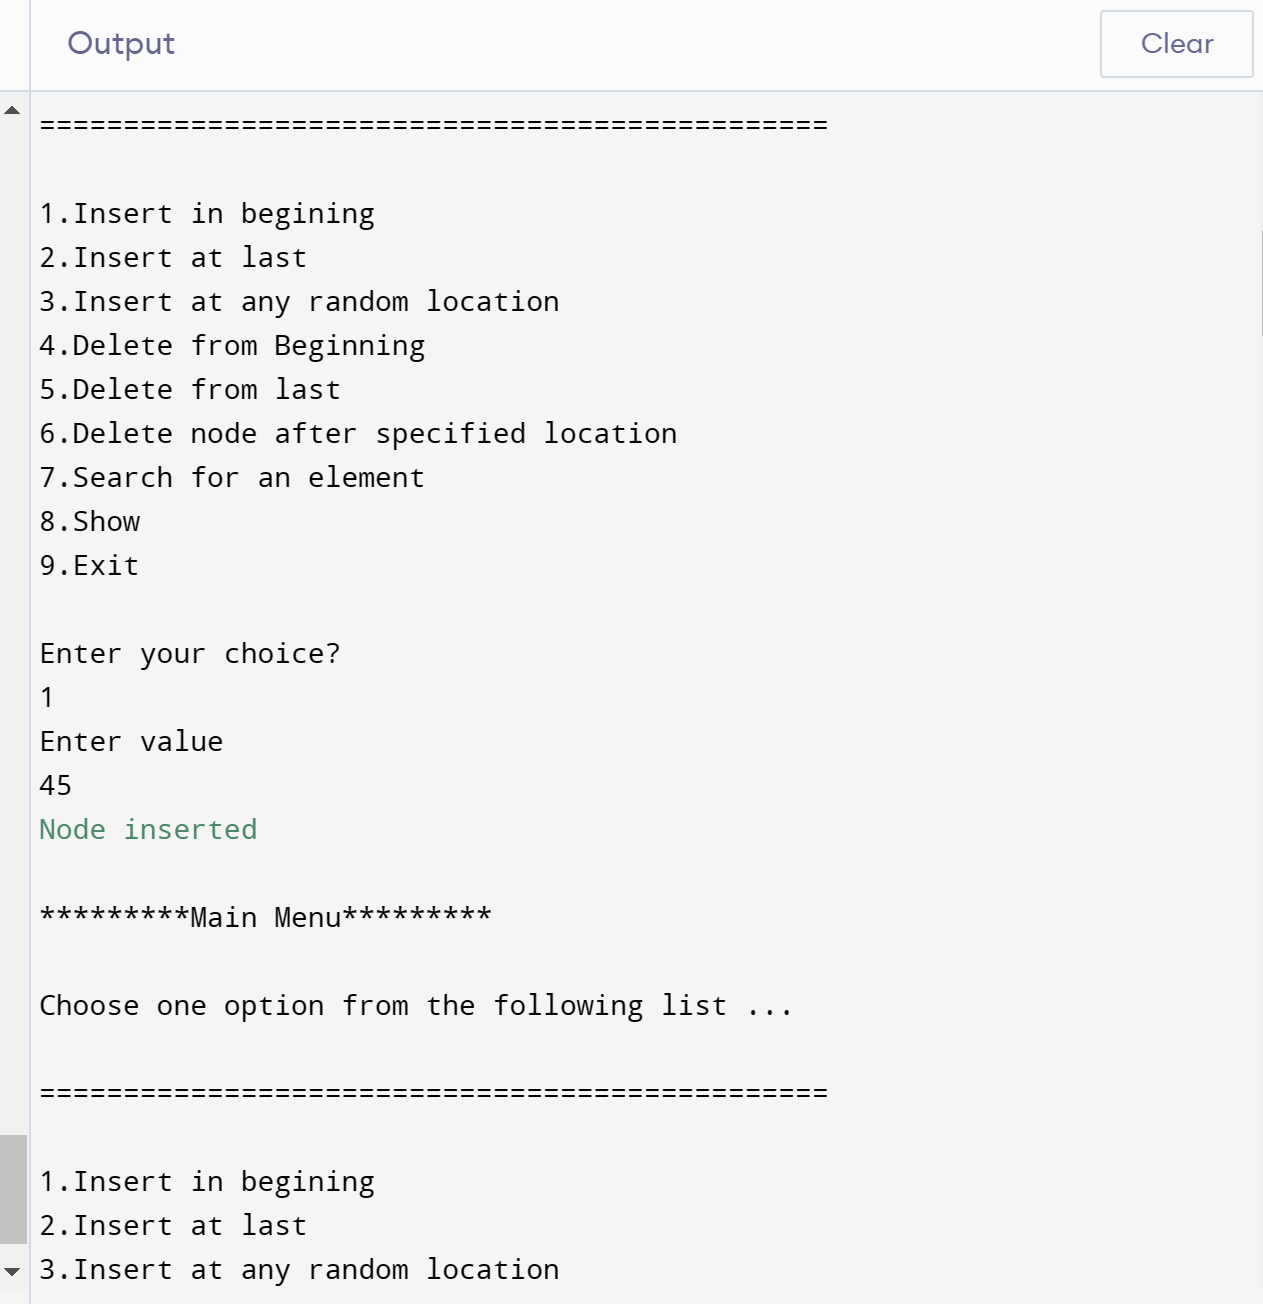 Output
Clear
===============================================
1.Insert in begining
2.Insert at last
3.Insert at any random location
4.Delete from Beginning
5.Delete from last
6.Delete node after specified location
7.Search for an element
8.Show
9.Exit
Enter your choice?
1
Enter value
45
Node inserted
*********Main Menu*********
Choose one option from the following list ...
===============================================
1.Insert in begining
2.Insert at last
3.Insert at any random location